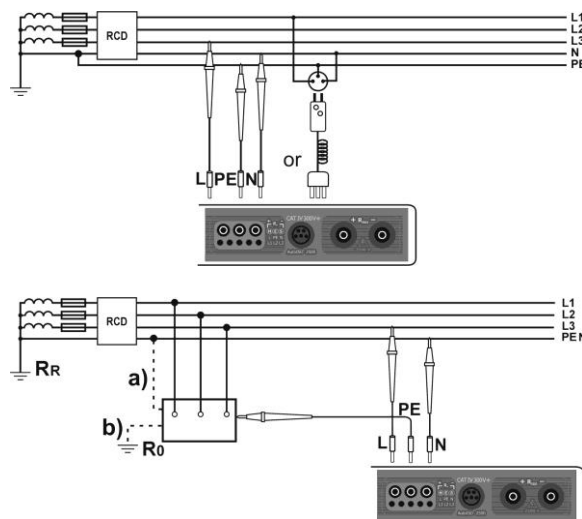 L1
L2
RCD
L3
N
PE
or
L PE N
CAT IV 300V
L1
L2
RCD
L3
PEN
RR
a)
PE
b)
L N
R0
CAT IV 300V